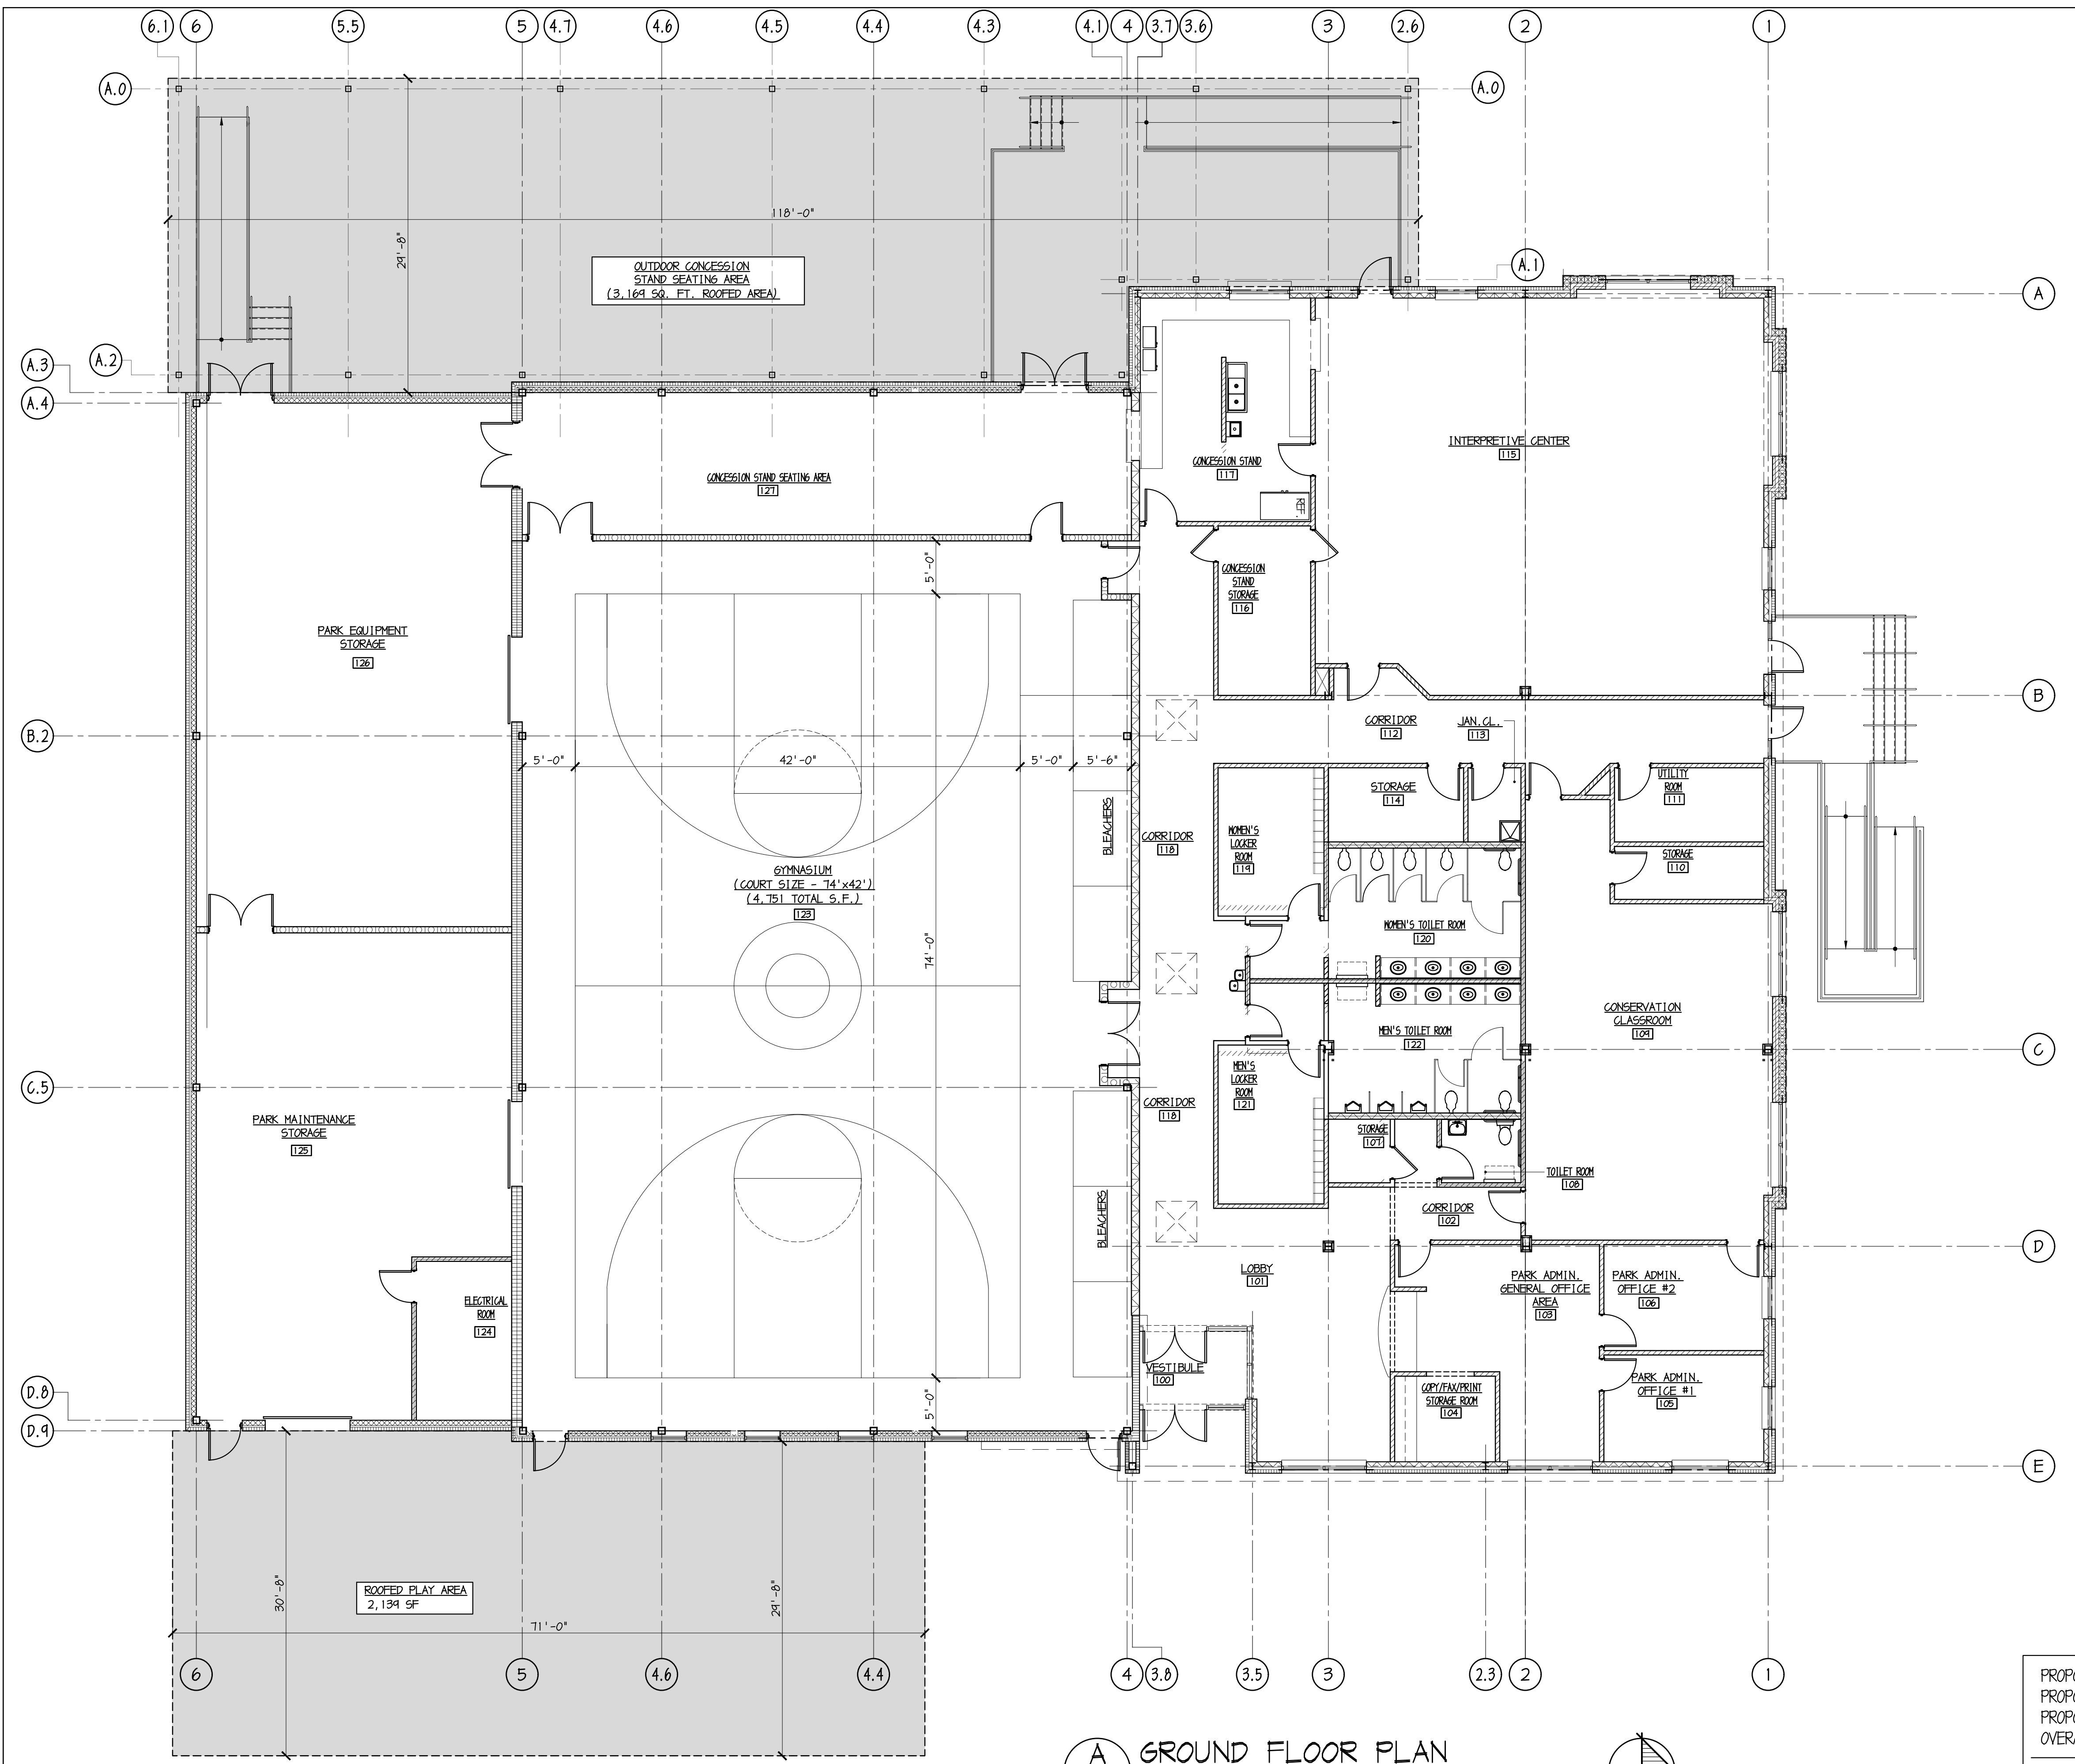 6.1 6 5.5 5 4.7 4.6 4.5 4.4 4.3 4.1 4 3.7 3.6 3 2.6 2 1
A.0
A.0
118'-0"
29'-8"
OUTDOOR CONCESSION
STAND SEATING AREA
(3,169 SQ. FT. ROOFED AREA)
A.1
A
A.3
A.2
A.4
INTERPRETIVE CENTER
115
CONCESSION STAND
117
REF.
CONCESSION STAND SEATING AREA
127
5'-0"
CONCESSION
STAND
STORAGE
116
PARK EQUIPMENT
STORAGE
126
B
B.2
CORRIDOR
112
JAN. CL.
113
5'-0"
42'-0"
5'-0"
5'-6"
STORAGE
114
UTILITY
ROOM
111
BLEACHERS
CORRIDOR
118
WOMEN'S
LOCKER
ROOM
119
STORAGE
110
GYMNASIUM
(COURT SIZE - 74'x42')
(4,751 TOTAL S.F.)
123
74'-0"
WOMEN'S TOILET ROOM
120
CONSERVATION
CLASSROOM
109
MEN'S TOILET ROOM
122
C
C.5
MEN'S
LOCKER
ROOM
121
CORRIDOR
118
PARK MAINTENANCE
STORAGE
125
STORAGE
107
TOILET ROOM
108
BLEACHERS
CORRIDOR
102
D
LOBBY
101
PARK ADMIN.
GENERAL OFFICE
AREA
103
PARK ADMIN.
OFFICE #2
106
ELECTRICAL
ROOM
124
VESTIBULE
100
COPY/FAX/PRINT
STORAGE ROOM
104
PARK ADMIN.
OFFICE #1
105
D.8
D.9
5'-0"
E
ROOFED PLAY AREA
2,139 SF
30'-8"
29'-8"
71'-0"
6 5 4.6 4.4 4 3.8 3.5 3 2.3 2 1
A
GROUND FLOOR PLAN
PROPO
PROPO
PROPO
OVERA